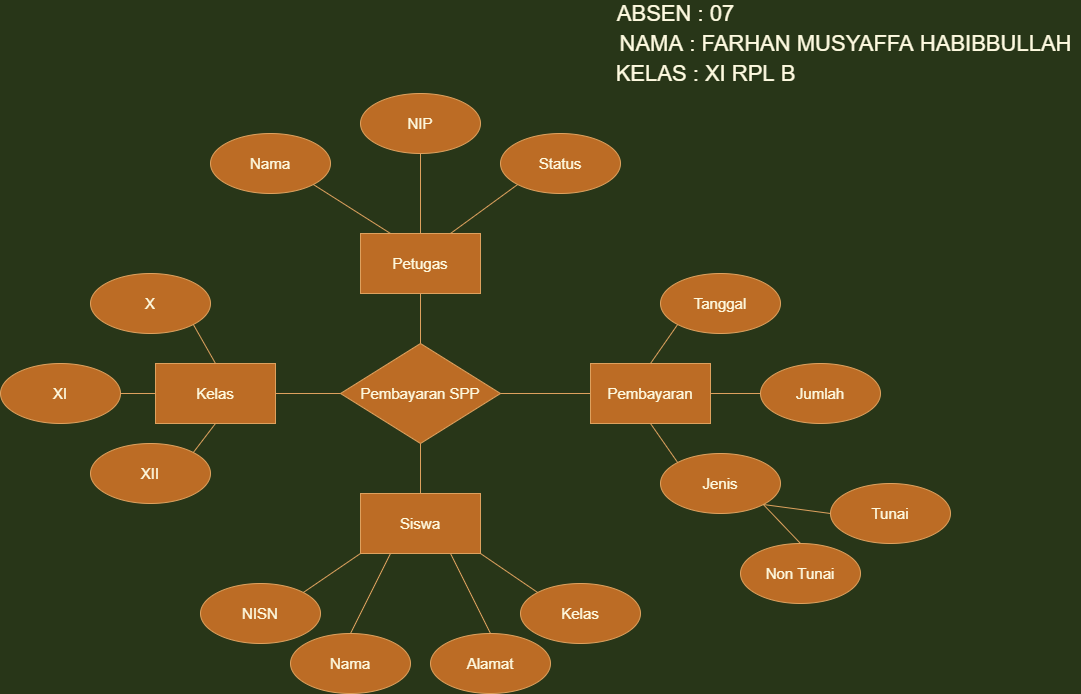 ABSEN : 07
NAMA : FARHAN MUSYAFFA HABIBBULLAH
KELAS : XI RPL B
NIP
Nama
Status
Petugas
X
Tanggal
XI
Kelas
Pembayaran SPP
Pembayaran
Jumlah
XII
Jenis
Siswa
Tunai
Non Tunai
NISN
Kelas
Nama
Alamat